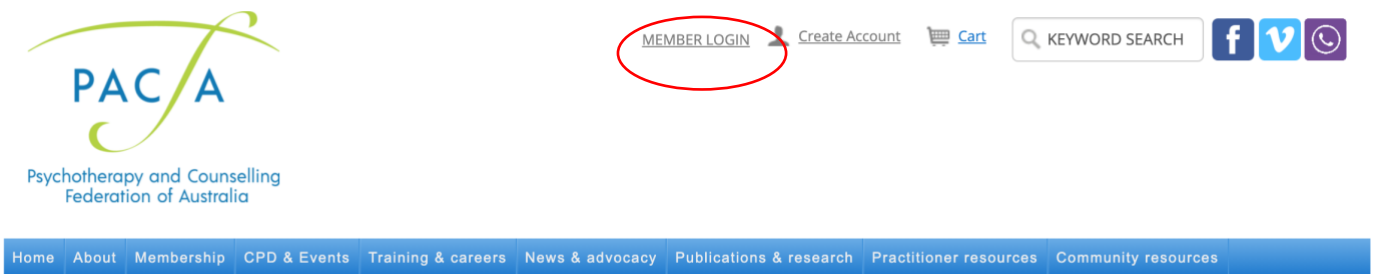 MEMBER LOGIN Create Account Cart KEYWORD SEARCH
PACFA
Psychotherapy and Counselling
Federation of Australia
Home About Membership CPD & Events Training & careers News & advocacy Publications & research Practitioner resources Community resources